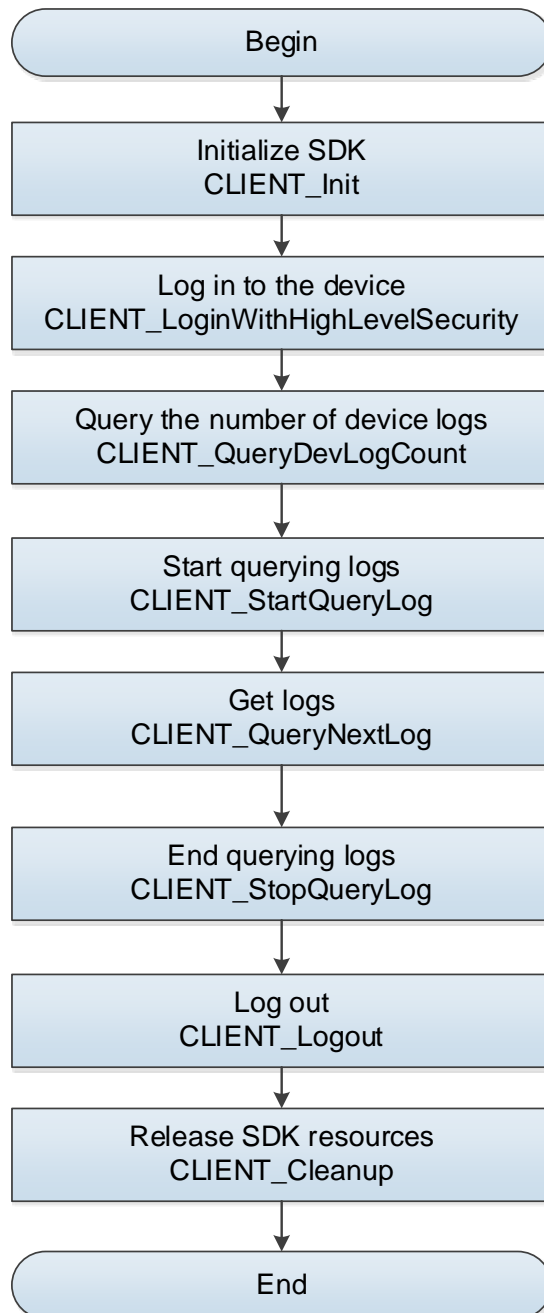 Begin
Initialize SDK
CLIENT_Init
Log in to the device
CLIENT_LoginWithHighLevelSecurity
Query the number of device logs
CLIENT_QueryDevLogCount
Start querying logs
CLIENT_StartQueryLog
Get logs
CLIENT_QueryNextLog
End querying logs
CLIENT_StopQueryLog
Log out
CLIENT_Logout
Release SDK resources
CLIENT_Cleanup
End